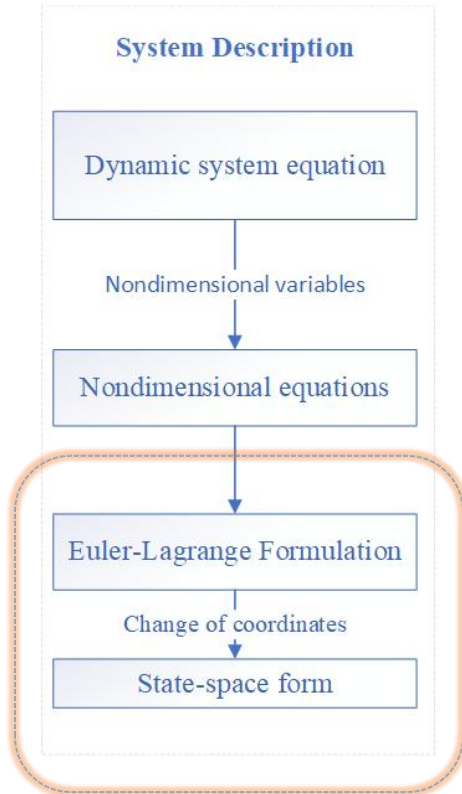 System Description
Dynamic system equation
Nondimensional variables
Nondimensional equations
Euler-Lagrange Formulation
Change of coordinates
State-space form